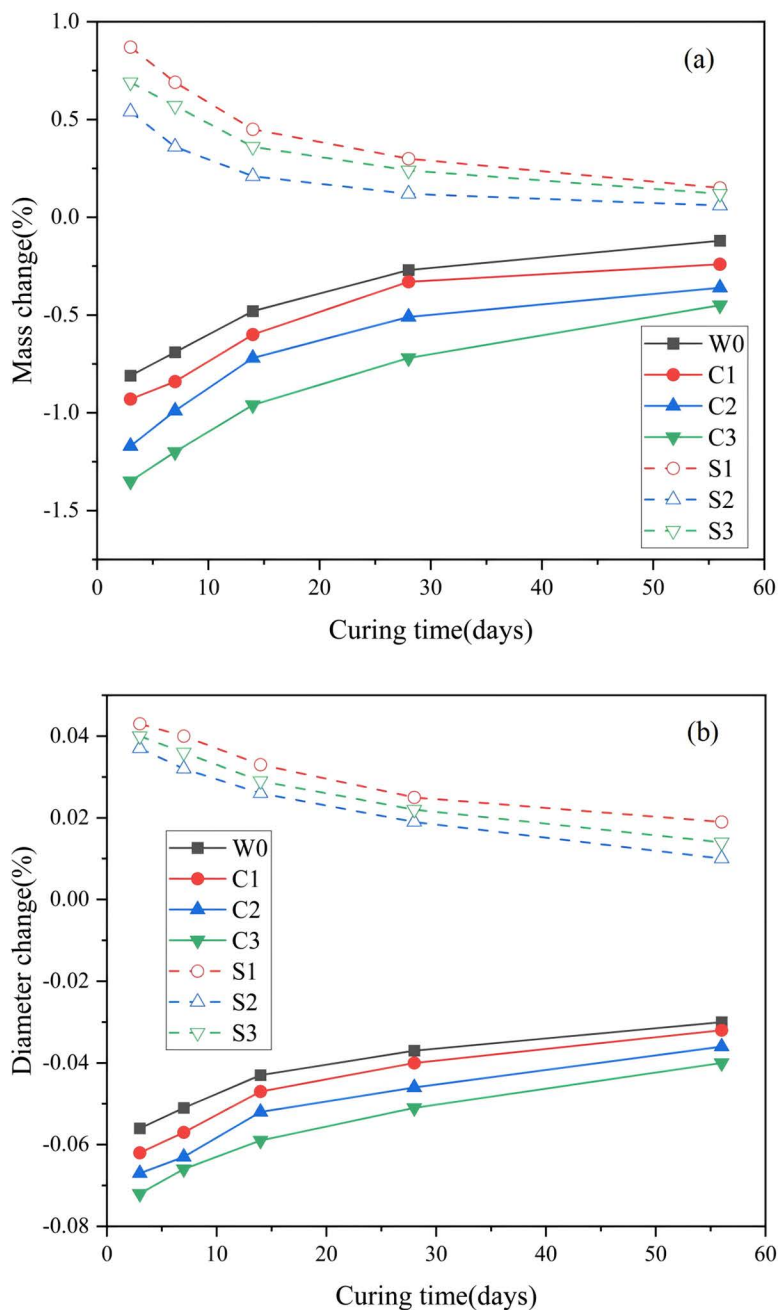 (a)
1.0
0.5
0.0
-0.5
-1.0
-1.5
Mass change(%)
W0
C1
C2
C3
S1
S2
S3
0 10 20 30 40 50 60
Curing time(days)
(b)
0.04
0.02
0.00
-0.02
-0.04
-0.06
-0.08
Diameter change(%)
W0
C1
C2
C3
S1
S2
S3
0 10 20 30 40 50 60
Curing time(days)